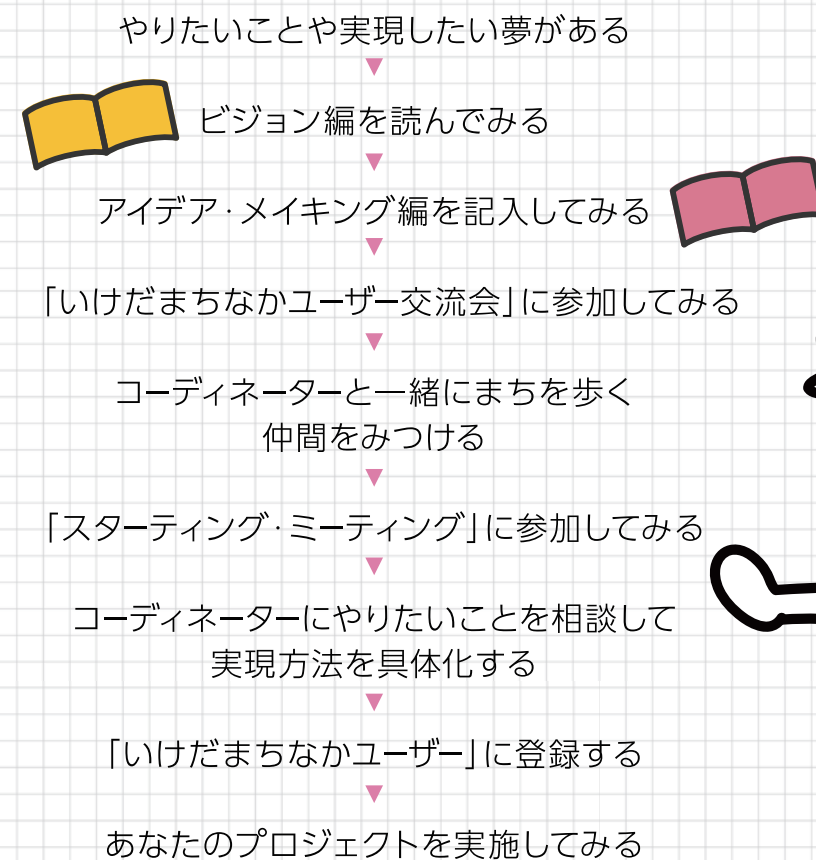 やりたいことや実現したい夢がある
▼
ビジョン編を読んでみる
▼
アイデア・メイキング編を記入してみる
▼
「いけだまちなかユーザー交流会」に参加してみる
▼
コーディネーターと一緒にまちを歩く
仲間をみつける
▼
「スターティング・ミーティング」に参加してみる
▼
コーディネーターにやりたいことを相談して
実現方法を具体化する
▼
「いけだまちなかユーザー」に登録する
▼
あなたのプロジェクトを実施してみる